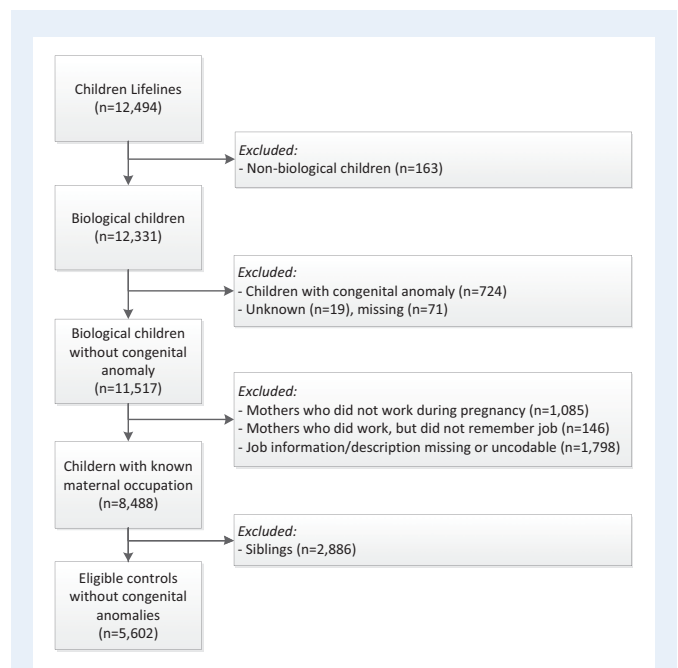 Children Lifelines
(n=12,494)
Excluded:
- Non-biological children (n=163)
Biological children
(n=12,331)
Excluded:
- Children with congenital anomaly (n=724)
- Unknown (n=19), missing (n=71)
Biological children
without congenital
anomaly
(n=11,517)
Excluded:
- Mothers who did not work during pregnancy (n=1,085)
- Mothers who did work, but did not remember job (n=146)
- Job information/description missing or uncodable (n=1,798)
Childern with known
maternal occupation
(n=8,488)
Excluded:
- Siblings (n=2,886)
Eligible controls
without congenital
anomalies
(n=5,602)